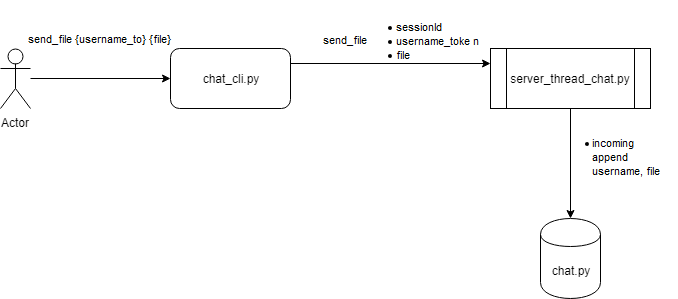 send_file {username_to} {file}
send_file
• sessionId
• username_toke n
• file
chat_cli.py
server_thread_chat.py
Actor
• incoming
append
username, file
chat.py